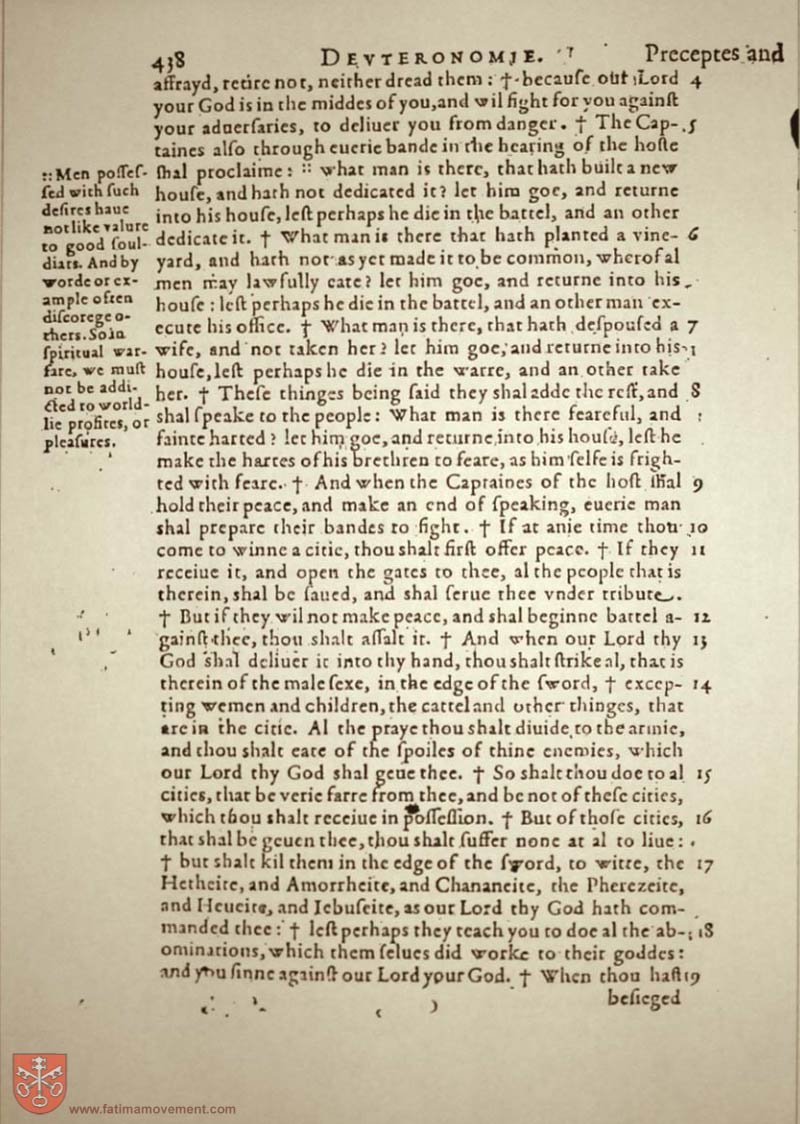 438 DEVTERONOMIE. Preceptes and
affrayd, retire not, neither dread them: † becauſe our Lord 4
your God is in the middes of you, and wil fight for you againſt
your aduerſaries, to deliuer you from danger. † The Cap- 5
taines alſo through euerie bande in the hearing of the hoſte
ſhal proclaime: :: What man is there, that hath built a new
houſe, and hath not dedicated it? let him goe, and returne
into his houſe, leſt perhaps he die in the battel, and an other
dedicate it. † What man is there that hath planted a vine- 6
yard, and hath not as yet made it to be common, wherof al
men may lawfully eate? let him goe, and returne into his
houſe: leſt perhaps he die in the battel, and an other man ex-
ecute his office. † What man is there, that hath deſpouſed a 7
wife, and not taken her? let him goe, and returne into his
houſe, leſt perhaps he die in the warre, and an other take
her. † Theſe thinges being ſaid they ſhal adde the reſt, and 8
ſhal ſpeake to the people: What man is there feareful, and
fainte harted? let him goe, and returne into his houſe, leſt he
make the hartes of his brethren to feare, as him ſelfe is frigh-
ted with feare. † And when the Captaines of the hoſt ſhal 9
hold their peace, and make an end of ſpeaking, euerie man
shal prepare their bandes to fight. † If at anie time thou 10
come to winne a citie, thou shalt firſt offer peace. † If they 11
receiue it, and open the gates to thee, al the people that is
therein, shal be ſaued, and shal ſerue thee vnder tribute.
† But if they wil not make peace, and shal beginne battel a- 12
gainſt thee, thou shalt aſſalt it. † And when our Lord thy 13
God shal deliuer it into thy hand, thou shalt ſtrike al, that is
therein of the male ſexe, in the edge of the ſword, † excep- 14
ting wemen and children, the cattel and other thinges, that
are in the citie. Al the praye thou shalt diuide to the armie,
and thou shalt eate of the ſpoiles of thine enemies, which
our Lord thy God shal geue thee. † So shalt thou doe to al 15
cities, that be verie farre from thee, and be not of theſe cities,
which thou shalt receiue in poſſeſſion. † But of thoſe cities, 16
that shal be geuen thee, thou shalt ſuffer none at al to liue:
† but shalt kil them in the edge of the ſword, to witte, the 17
Hetheite, and Amorrheite, and Chananeite, the Pherezeite,
and Heueite, and Iebuſeite, as our Lord thy God hath com-
manded thee: † leſt perhaps they teach you to doe al the ab- 18
ominations, which them ſelues did worke to their goddes:
and you ſinne againſt our Lord your God. † When thou haſt 19
beſieged
:: Men poſſeſ-
ſed with ſuch
deſires haue
not like valure
to good ſoul-
diars. And by
worde or ex-
ample often
diſcorege o-
thers. So in
ſpiritual war-
fare, we muſt
not be addi-
cted to world-
lie profites, or
pleaſures.
www.fatimamovement.com